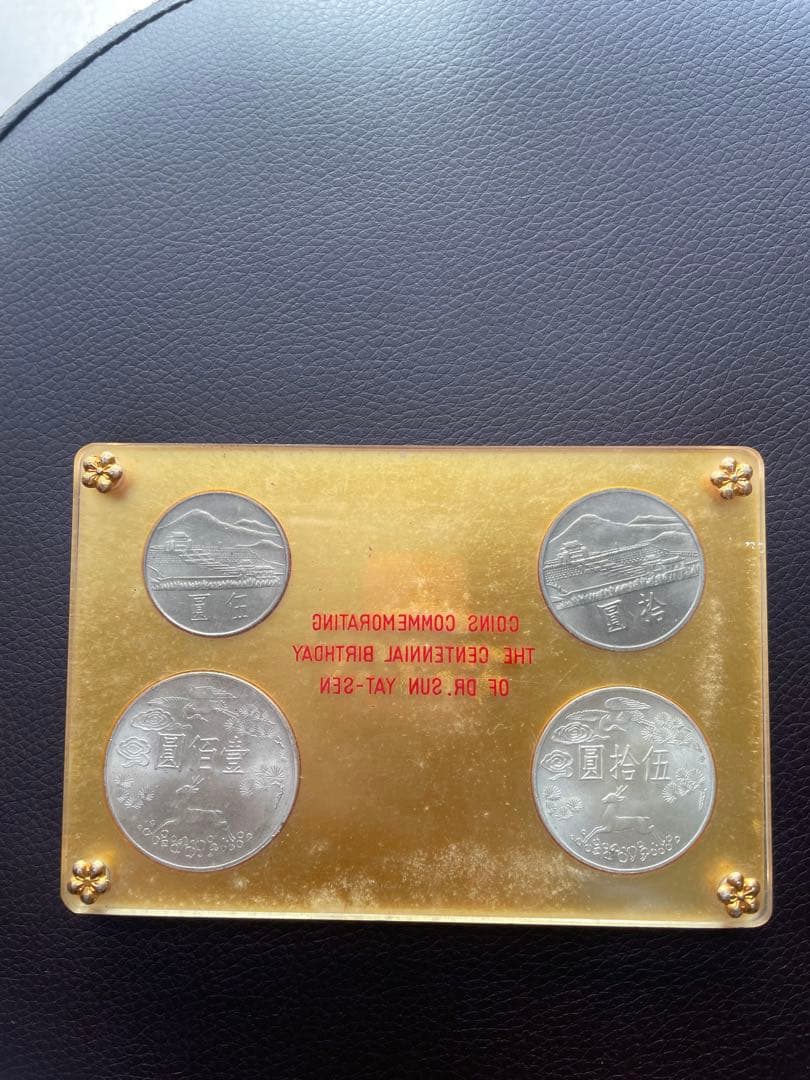 伍圓
拾圓
COINS COMMEMORATING
THE CENTENNIAL BIRTHDAY
OF DR. SUN YAT-SEN
壹佰圓
伍拾圓